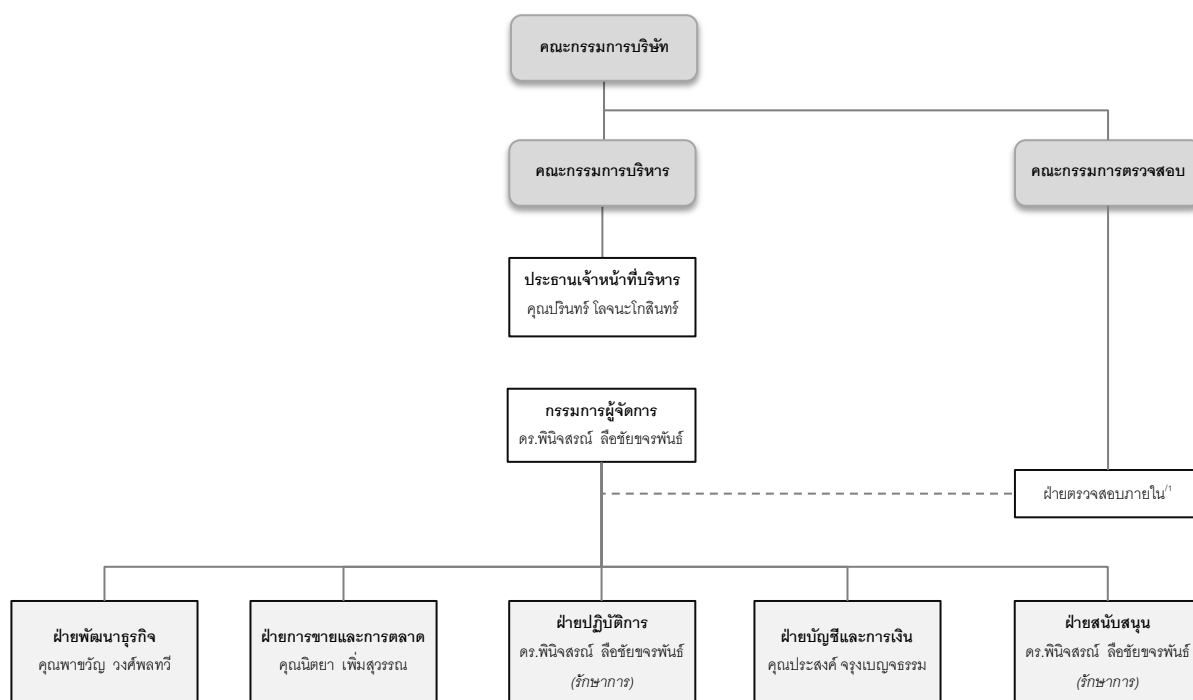 คณะกรรมการบริษัท
คณะกรรมการบริหาร
คณะกรรมการตรวจสอบ
ประธานเจ้าหน้าที่บริหาร
คุณปรินทร์ โลจนะโกสินทร์
กรรมการผู้จัดการ
ดร.พินิจสรณ์ ลือชัยขจรพันธ์
ฝ่ายตรวจสอบภายใน/1
ฝ่ายพัฒนาธุรกิจ
คุณพาขวัญ วงศ์พลทวี
ฝ่ายการขายและการตลาด
คุณนิตยา เพิ่มสุวรรณ
ฝ่ายปฏิบัติการ
ดร.พินิจสรณ์ ลือชัยขจรพันธ์
(รักษาการ)
ฝ่ายบัญชีและการเงิน
คุณประสงค์ จรุงเบญจธรรม
ฝ่ายสนับสนุน
ดร.พินิจสรณ์ ลือชัยขจรพันธ์
(รักษาการ)